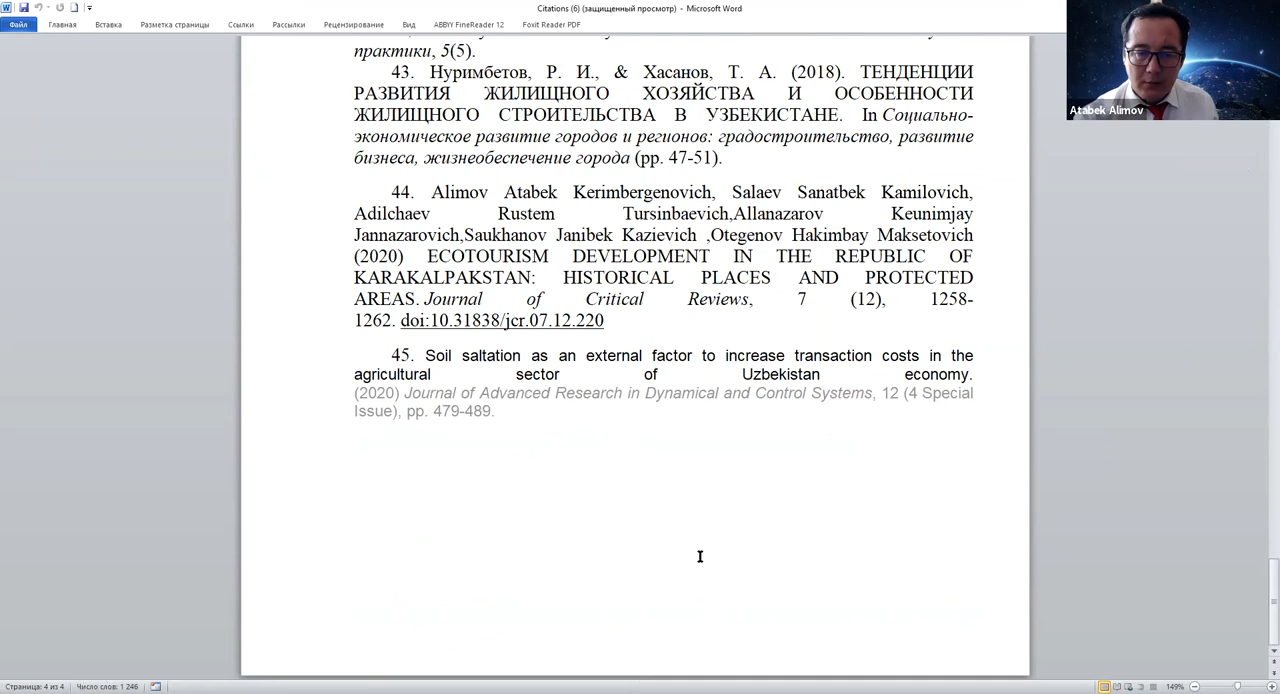 Citations (6) (защищенный просмотр) - Microsoft Word
Файл Главная Вставка Разметка страницы Ссылки Рассылки Рецензирование Вид ABBYY FineReader 12 Foxit Reader PDF
Atabek Alimov
практики, 5(5).
43. Нуримбетов, Р. И., & Хасанов, Т. А. (2018). ТЕНДЕНЦИИ
РАЗВИТИЯ ЖИЛИЩНОГО ХОЗЯЙСТВА И ОСОБЕННОСТИ
ЖИЛИЩНОГО СТРОИТЕЛЬСТВА В УЗБЕКИСТАНЕ. In Социально-
экономическое развитие городов и регионов: градостроительство, развитие
бизнеса, жизнеобеспечение города (pp. 47-51).
44. Alimov Atabek Kerimbergenovich, Salaev Sanatbek Kamilovich,
Adilchaev Rustem Tursinbaevich,Allanazarov Keunimjay
Jannazarovich,Saukhanov Janibek Kazievich ,Otegenov Hakimbay Maksetovich
(2020) ECOTOURISM DEVELOPMENT IN THE REPUBLIC OF
KARAKALPAKSTAN: HISTORICAL PLACES AND PROTECTED
AREAS. Journal of Critical Reviews, 7 (12), 1258-
1262. doi:10.31838/jcr.07.12.220
45. Soil saltation as an external factor to increase transaction costs in the
agricultural sector of Uzbekistan economy.
(2020) Journal of Advanced Research in Dynamical and Control Systems, 12 (4 Special
Issue), pp. 479-489.
Страница: 4 из 4 Число слов: 1 246 149%